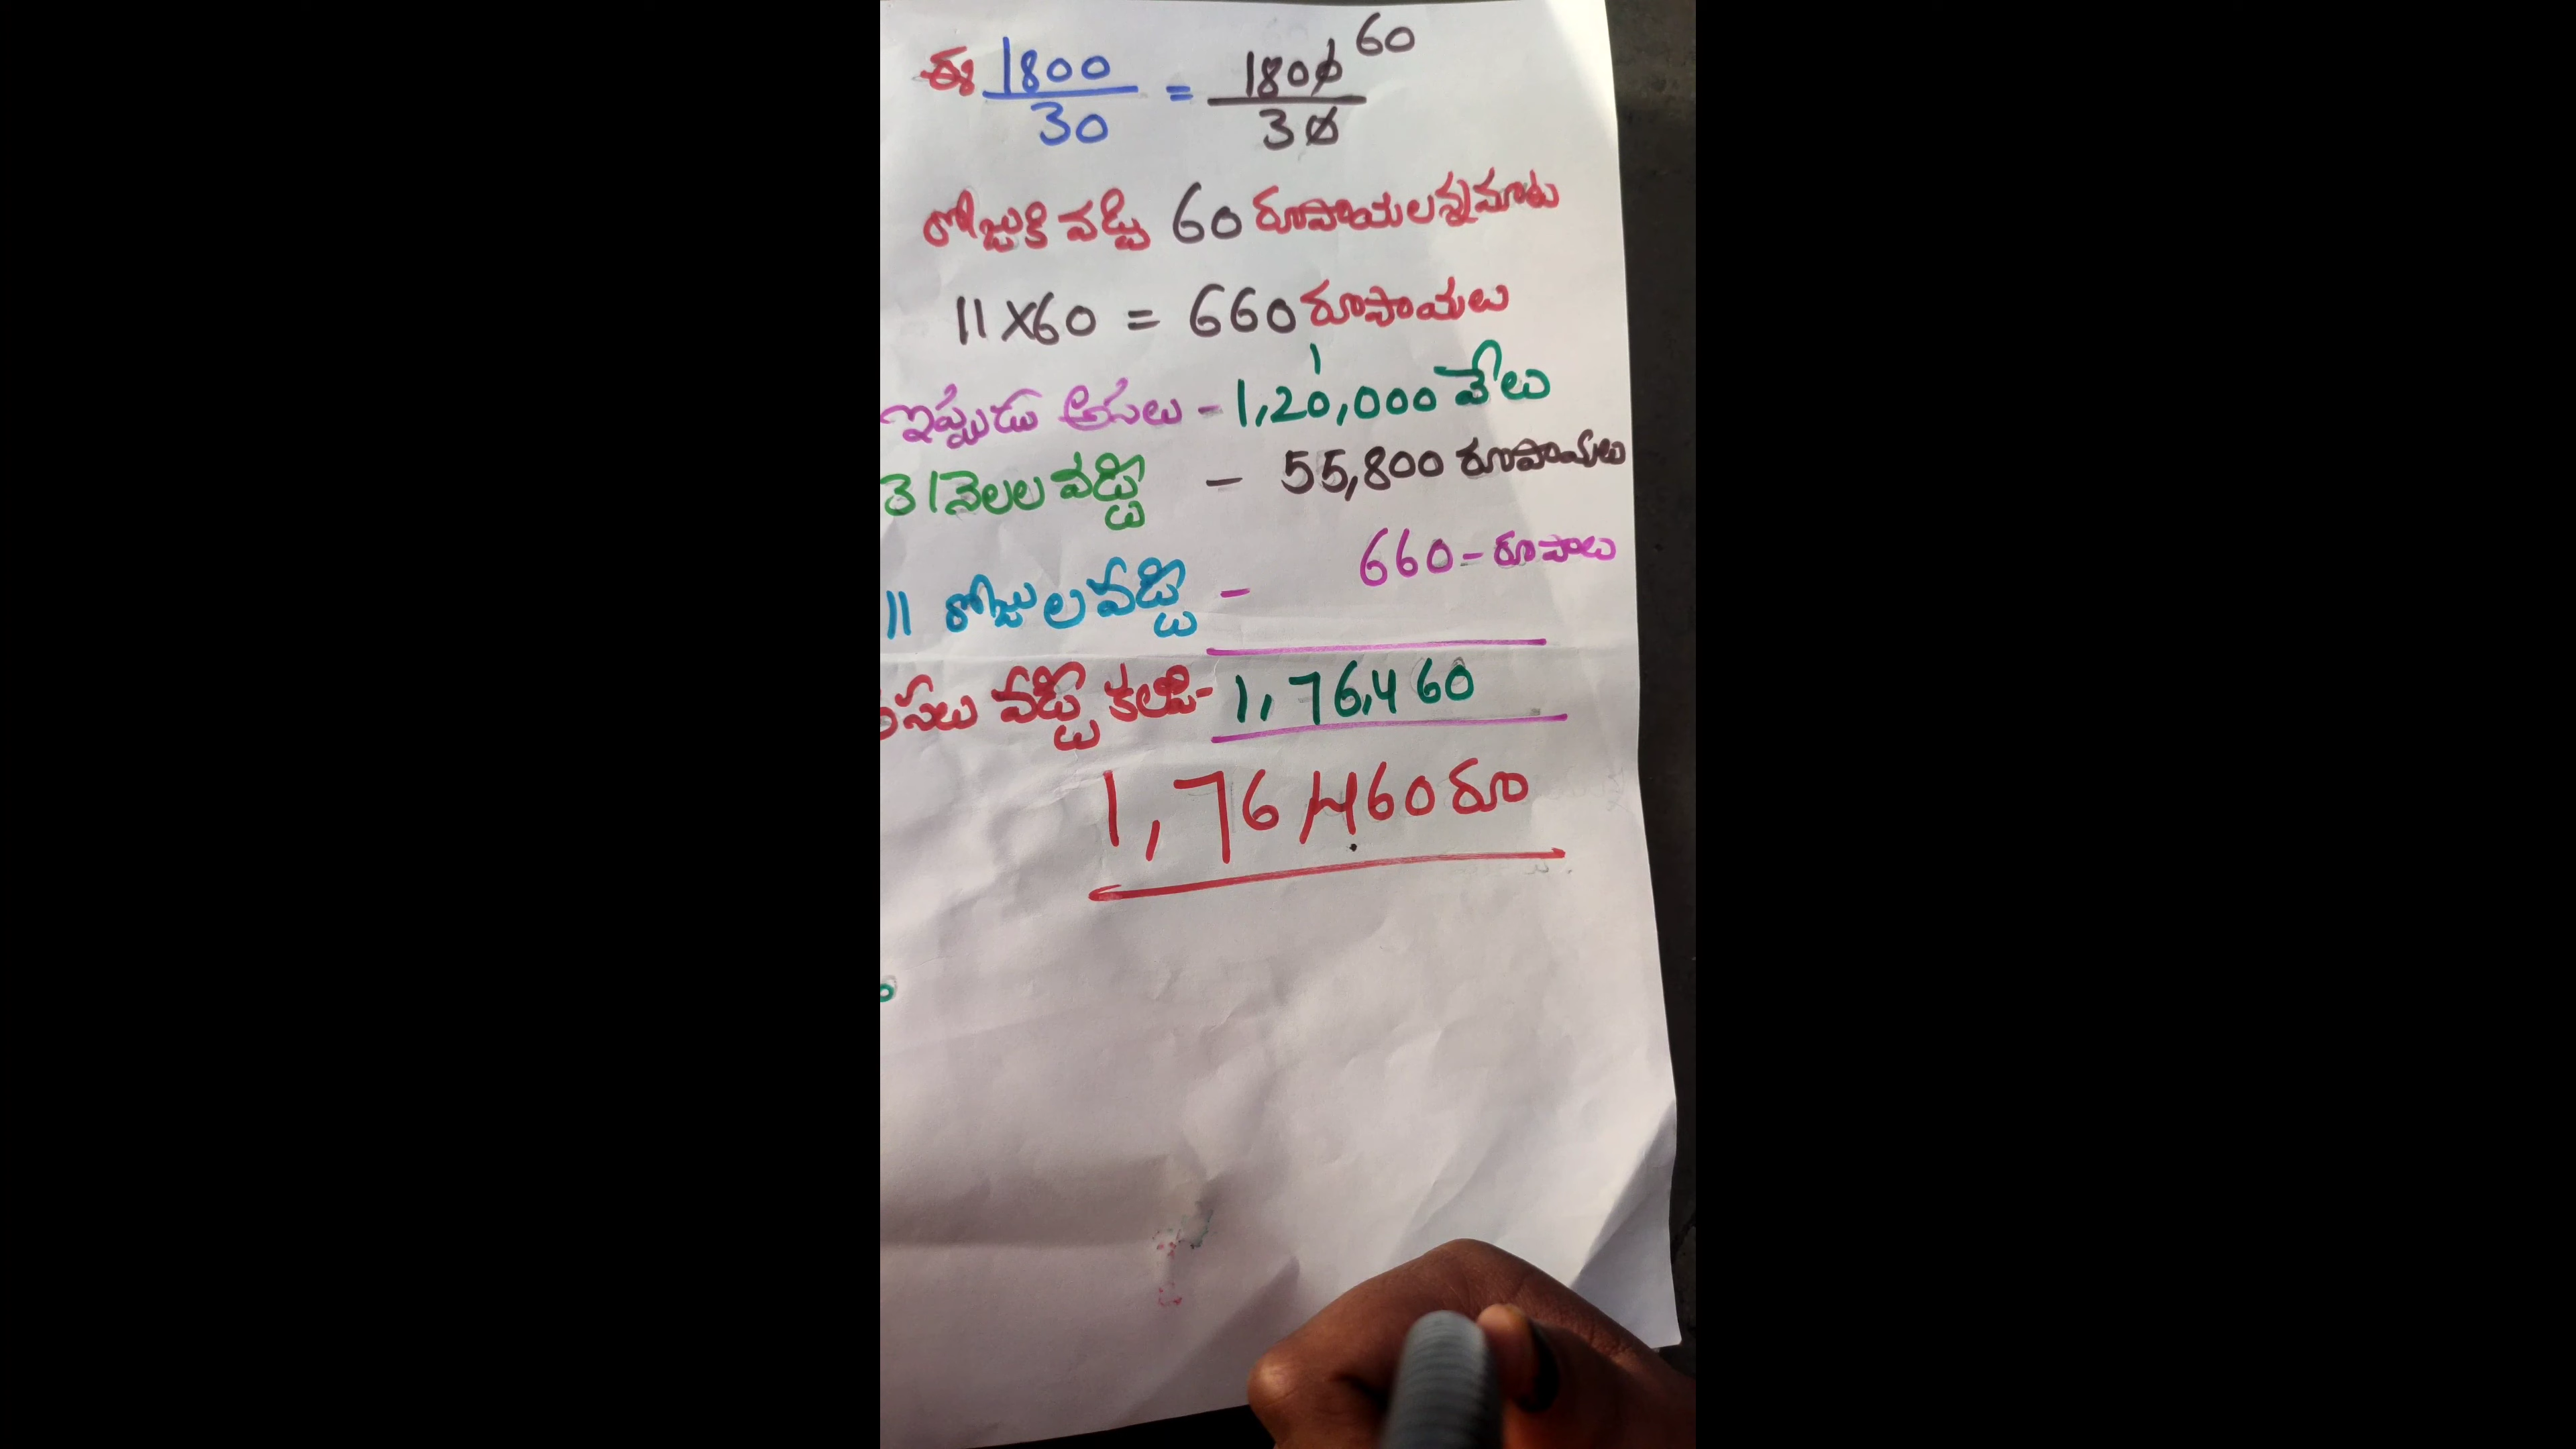 ఈ 1800/30 = 1800/30 60
రోజుకి వడ్డి 60 రూపాయలన్నమాట
11x60 = 660 రూపాయలు
1
ఇప్పుడు అసలు - 1,20,000 వేలు
31 నెలల వడ్డి - 55,800 రూపాయలు
11 రోజుల వడ్డి - 660 - రూపాలు
అసలు వడ్డి కలిపి - 1,76,460
1,76,460 రూ